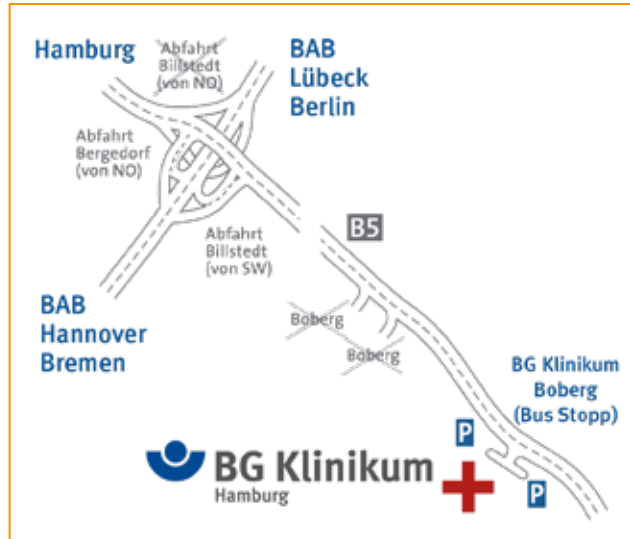 Hamburg
Abfahrt
Billstedt
(von NO)
BAB
Lübeck
Berlin
Abfahrt
Bergedorf
(von NO)
Abfahrt
Billstedt
(von SW)
B5
BAB
Hannover
Bremen
Boberg
Boberg
BG Klinikum
Boberg
(Bus Stopp)
P
BG Klinikum
Hamburg
P